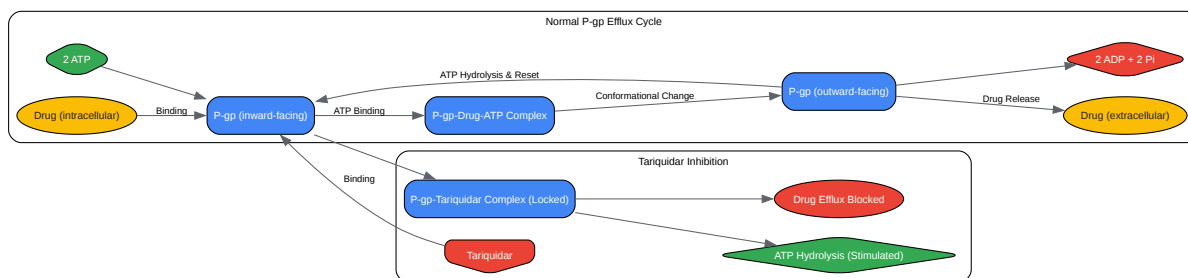 Normal P-gp Efflux Cycle
2 ATP
ATP Hydrolysis & Reset
2 ADP + 2 Pi
P-gp (outward-facing)
Conformational Change
Drug Release
Drug (intracellular)
Binding
P-gp (inward-facing)
ATP Binding
P-gp-Drug-ATP Complex
Drug (extracellular)
Tariquidar Inhibition
Binding
P-gp-Tariquidar Complex (Locked)
Drug Efflux Blocked
Tariquidar
ATP Hydrolysis (Stimulated)